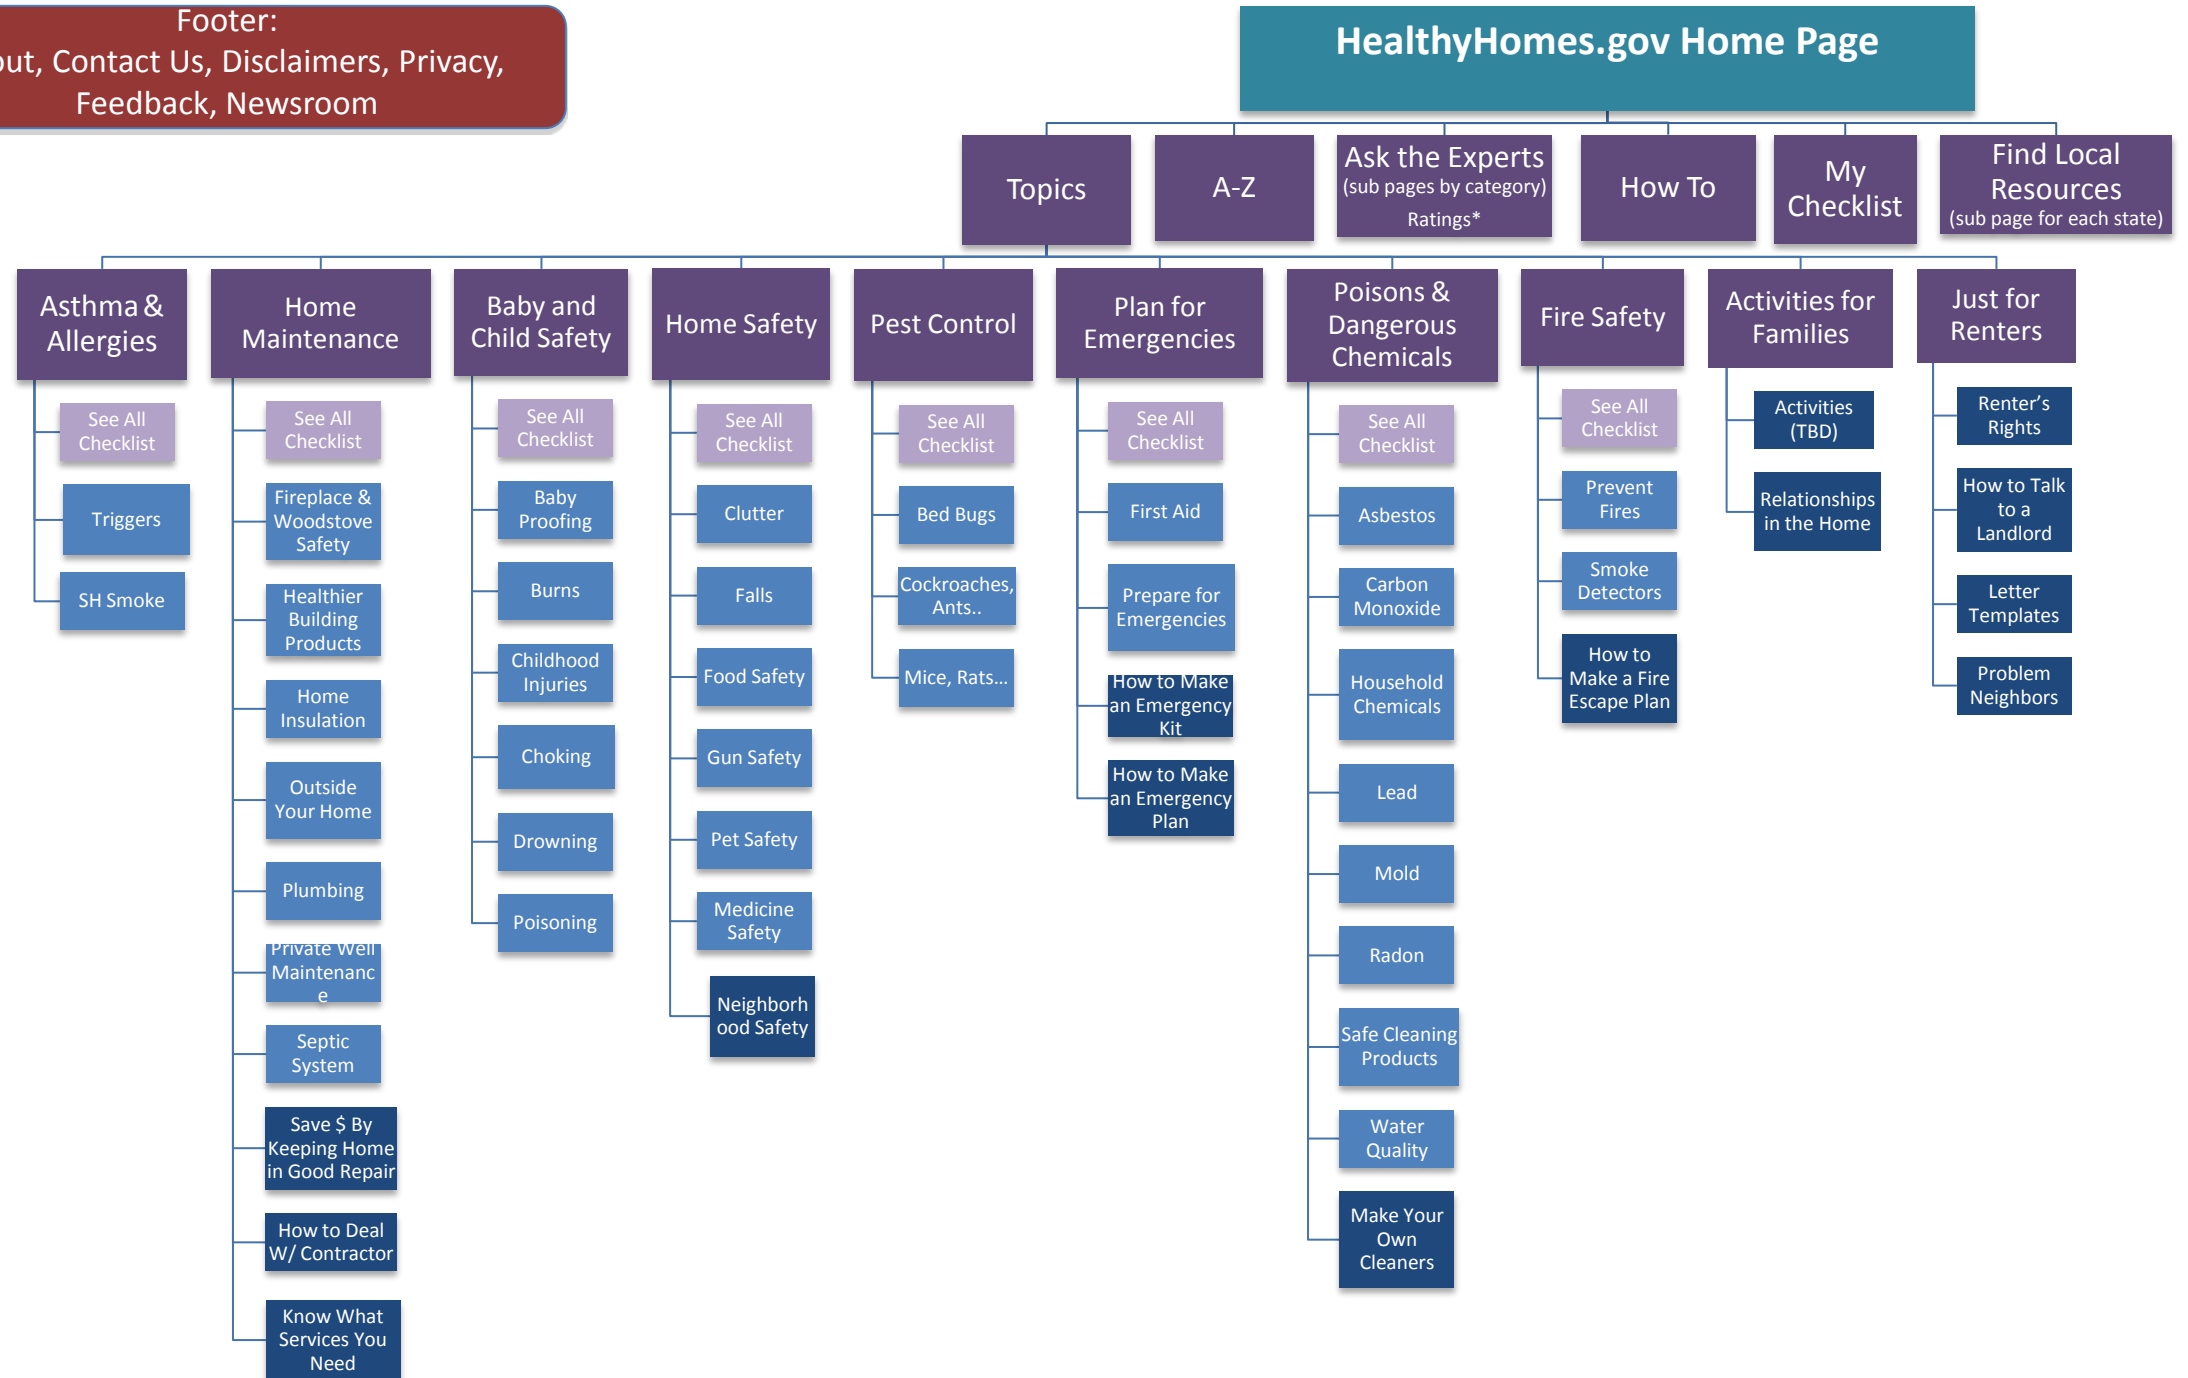 Footer:
out, Contact Us, Disclaimers, Privacy,
Feedback, Newsroom
HealthyHomes.gov Home Page
Topics
A-Z
Ask the Experts
(sub pages by category)
Ratings*
How To
My
Checklist
Find Local
Resources
(sub page for each state)
Asthma &
Allergies
See All
Checklist
Triggers
SH Smoke
Home
Maintenance
See All
Checklist
Fireplace &
Woodstove
Safety
Healthier
Building
Products
Home
Insulation
Outside
Your Home
Plumbing
Private Well
Maintenanc
e
Septic
System
Save $ By
Keeping Home
in Good Repair
How to Deal
W/ Contractor
Know What
Services You
Need
Baby and
Child Safety
See All
Checklist
Baby
Proofing
Burns
Childhood
Injuries
Choking
Drowning
Poisoning
Home Safety
See All
Checklist
Clutter
Falls
Food Safety
Gun Safety
Pet Safety
Medicine
Safety
Neighborh
ood Safety
Pest Control
See All
Checklist
Bed Bugs
Cockroaches,
Ants..
Mice, Rats...
Plan for
Emergencies
See All
Checklist
First Aid
Prepare for
Emergencies
How to Make
an Emergency
Kit
How to Make
an Emergency
Plan
Poisons &
Dangerous
Chemicals
See All
Checklist
Asbestos
Carbon
Monoxide
Household
Chemicals
Lead
Mold
Radon
Safe Cleaning
Products
Water
Quality
Make Your
Own
Cleaners
Fire Safety
See All
Checklist
Prevent
Fires
Smoke
Detectors
How to
Make a Fire
Escape Plan
Activities for
Families
Activities
(TBD)
Relationships
in the Home
Just for
Renters
Renter's
Rights
How to Talk
to a
Landlord
Letter
Templates
Problem
Neighbors